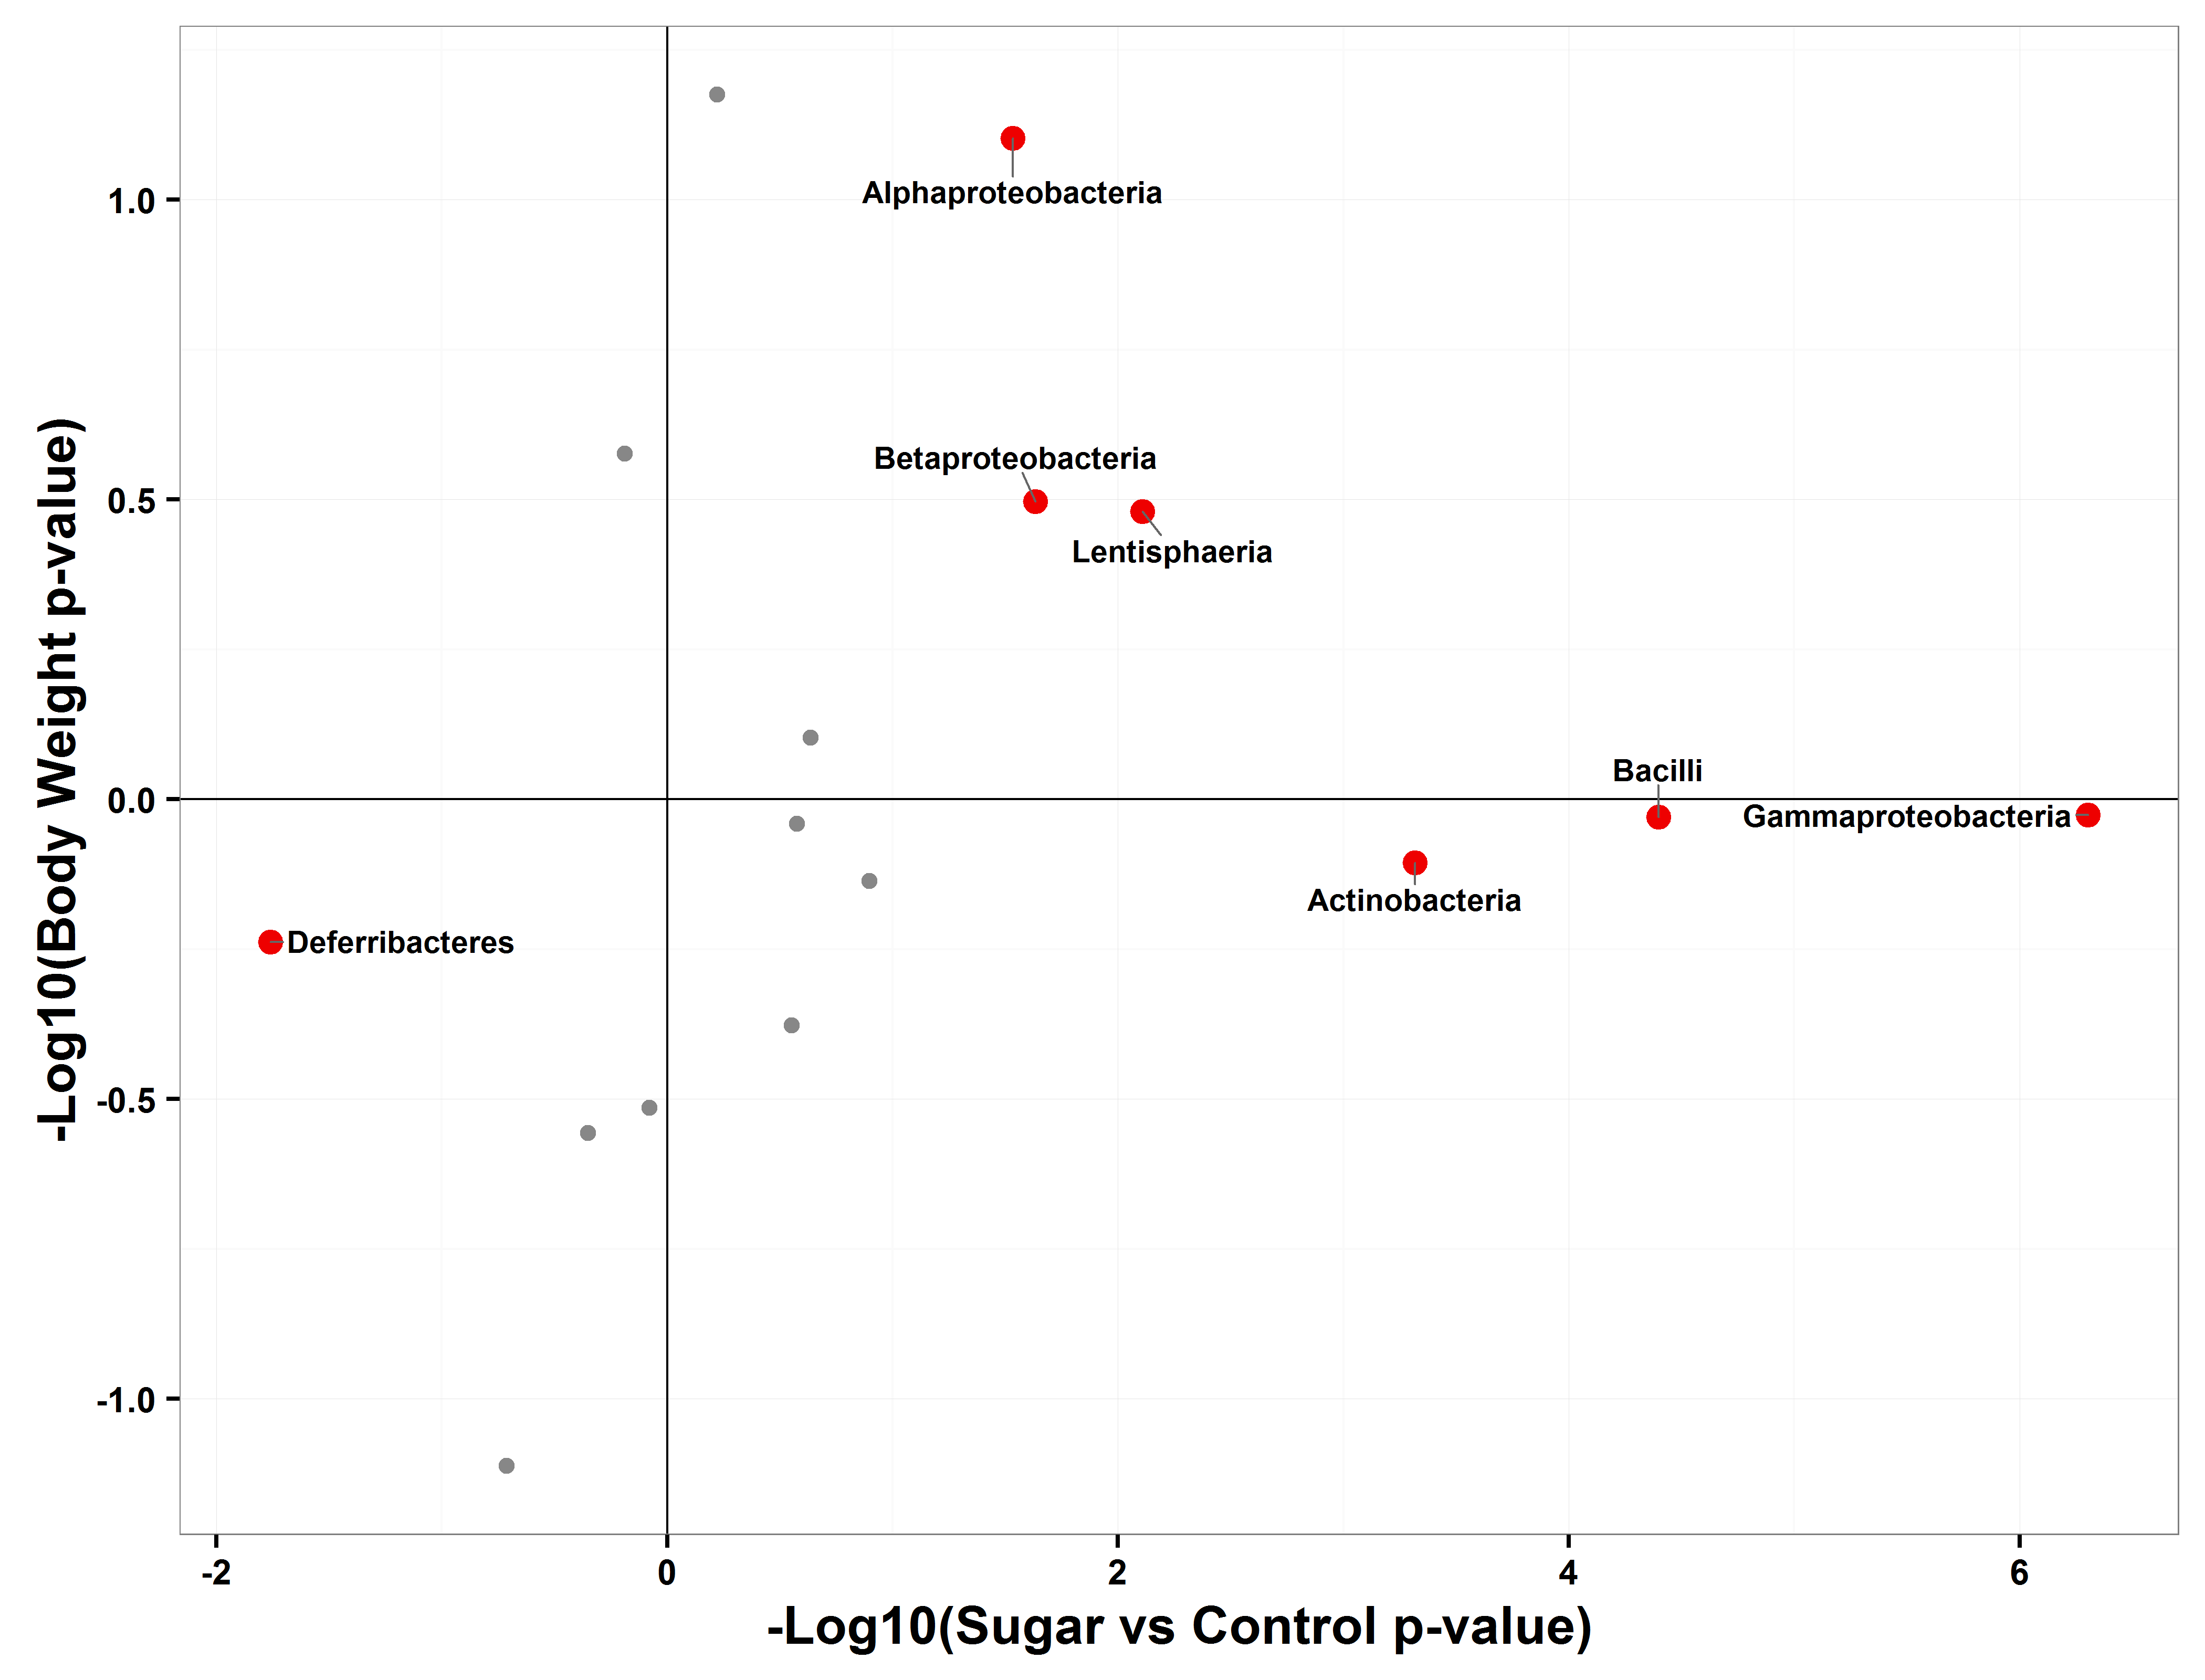 Alphaproteobacteria
1.0
Betaproteobacteria
0.5
Lentisphaeria
Bacilli
0.0
Gammaproteobacteria
Actinobacteria
Deferribacteres
-0.5
-1.0
-Log10(Body Weight p-value)
-2 0 2 4 6
-Log10(Sugar vs Control p-value)